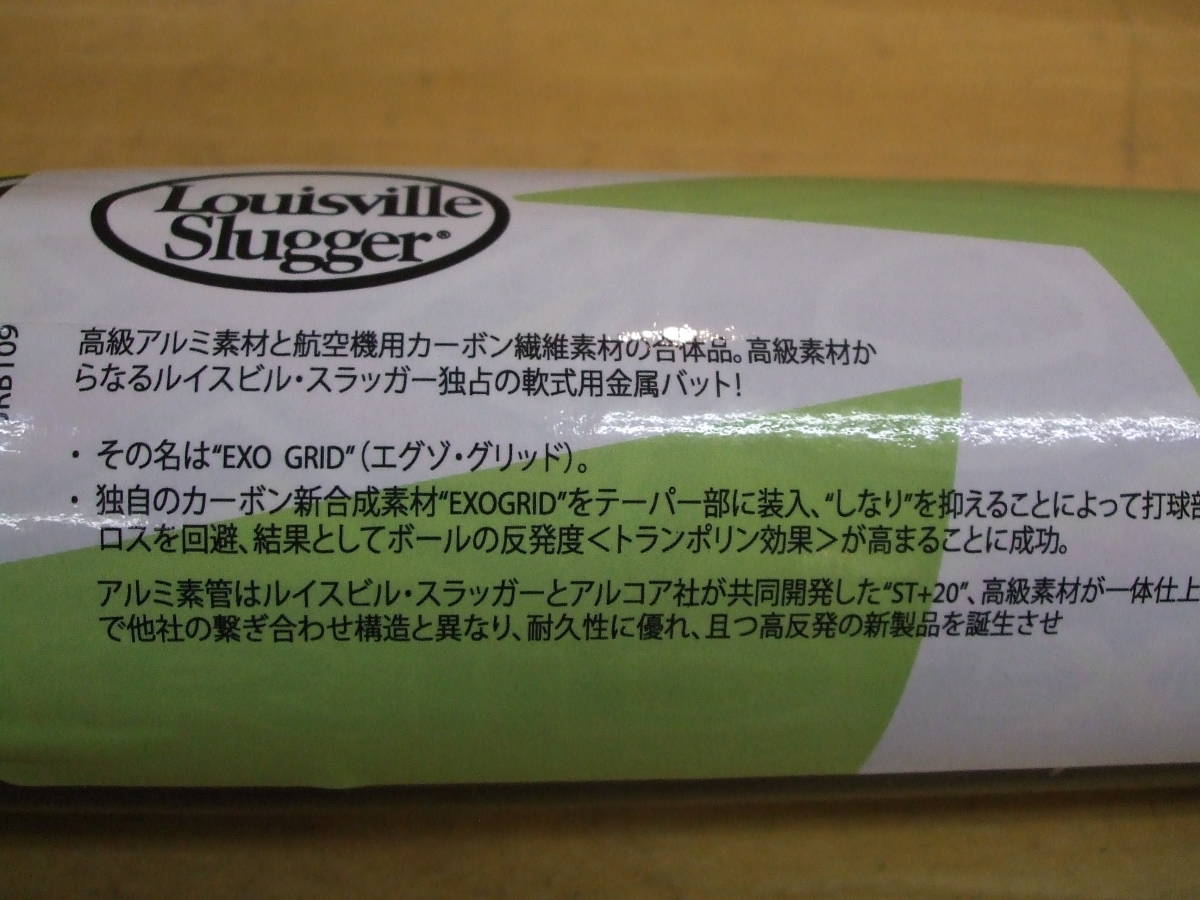 Louisville
Slugger®
高級アルミ素材と航空機用カーボン繊維素材の合体品。高級素材か
らなるルイスビル・スラッガー独占の軟式用金属バット!
・その名は“EXO GRID”(エグゾ・グリッド)。
・独自のカーボン新合成素材“EXOGRID”をテーパー部に装入、“しなり”を抑えることによって打球部
ロスを回避、結果としてボールの反発度<トランポリン効果>が高まることに成功。
アルミ素管はルイスビル・スラッガーとアルコア社が共同開発した“ST+20”、高級素材が一体仕上
で他社の繋ぎ合わせ構造と異なり、耐久性に優れ、且つ高反発の新製品を誕生させ